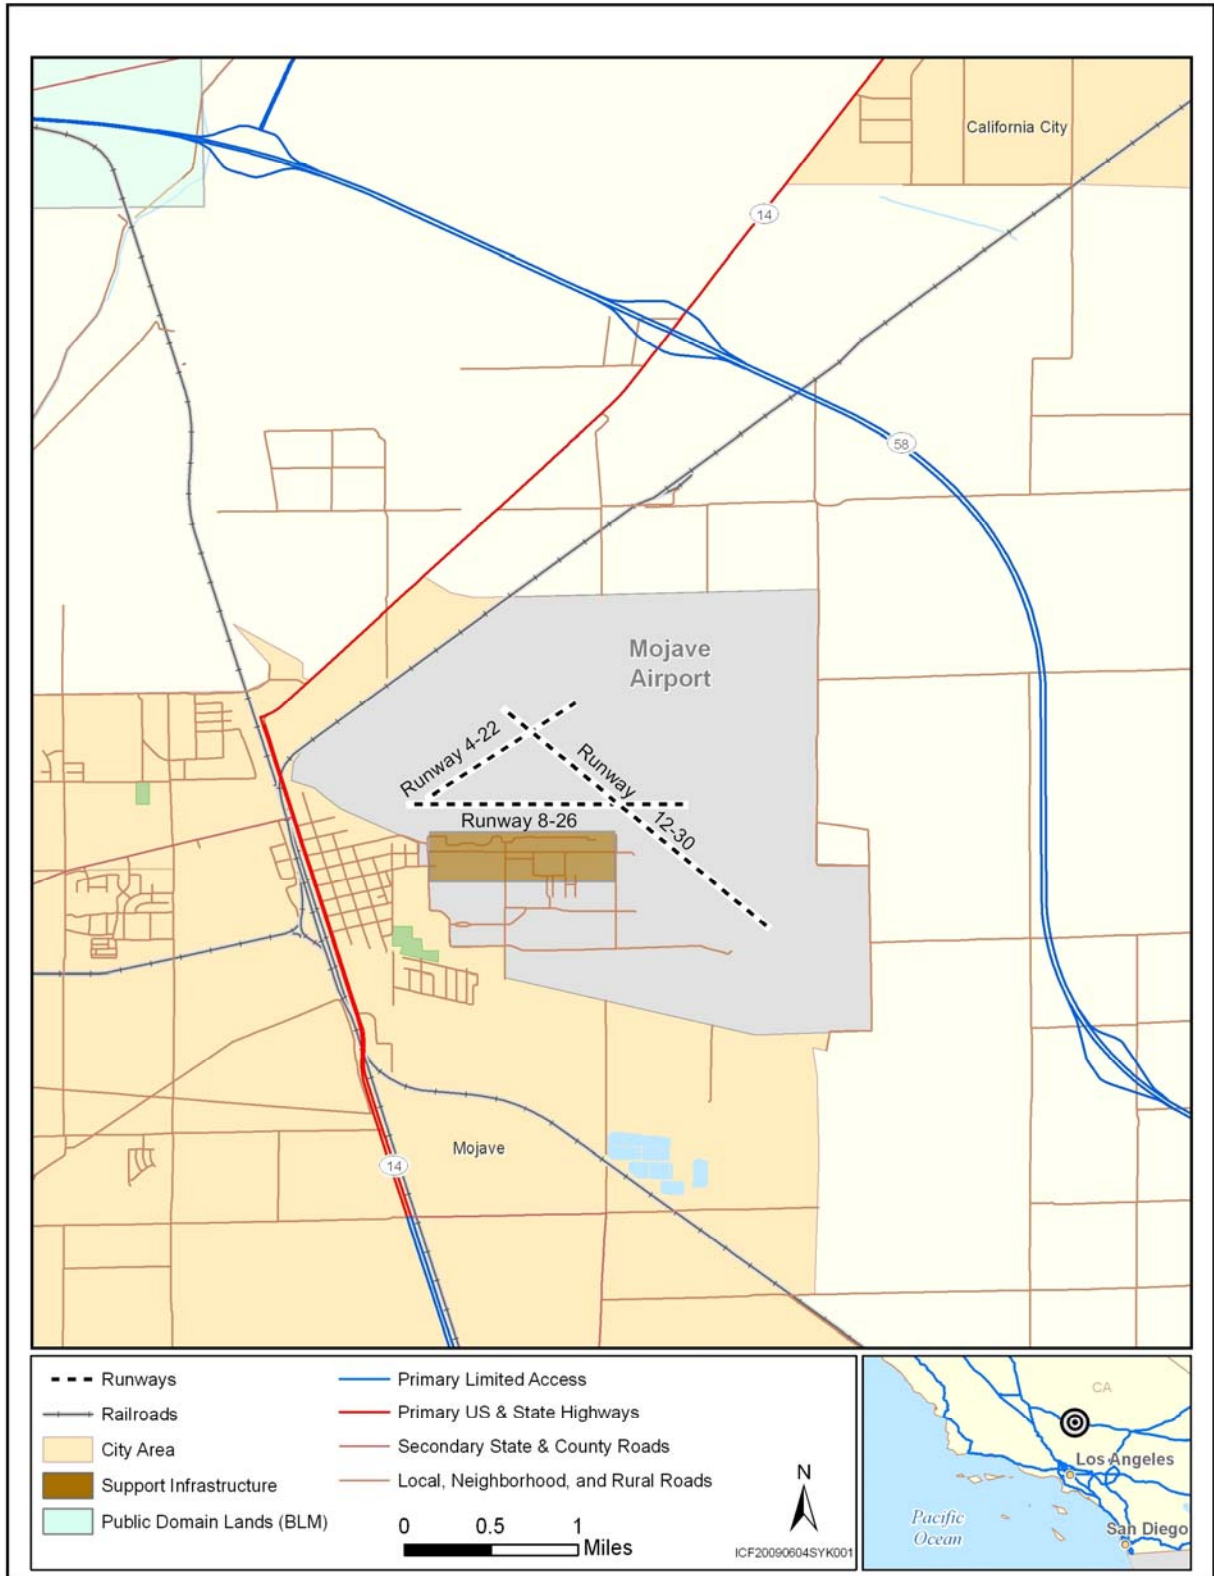 California City
14
58
Mojave
Airport
Runway 4-22
Runway
12-30
Runway 8-26
Mojave
14
Runways
Railroads
City Area
Support Infrastructure
Public Domain Lands (BLM)
Primary Limited Access
Primary US & State Highways
Secondary State & County Roads
Local, Neighborhood, and Rural Roads
0 0.5 1
Miles
N
ICF20090604SYK001
CA
Los Angeles
Pacific
Ocean
San Diego